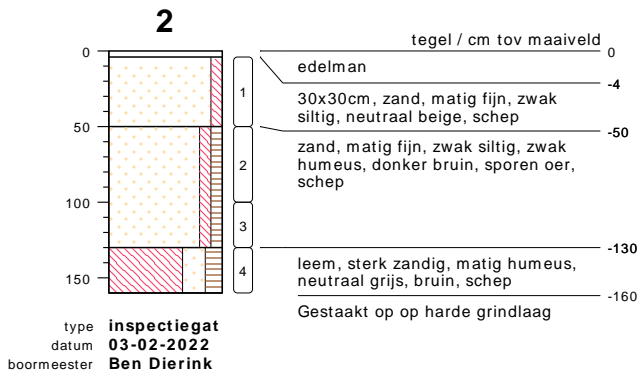 2
tegel / cm tov maaiveld
0
0
edelman
-4
30x30cm, zand, matig fijn, zwak
siltig, neutraal beige, schep
1
50
-50
zand, matig fijn, zwak siltig, zwak
humeus, donker bruin, sporen oer,
schep
2
100
3
-130
leem, sterk zandig, matig humeus,
neutraal grijs, bruin, schep
4
150
-160
Gestaakt op op harde grindlaag
type inspectiegat
datum 03-02-2022
boormeester Ben Dierink